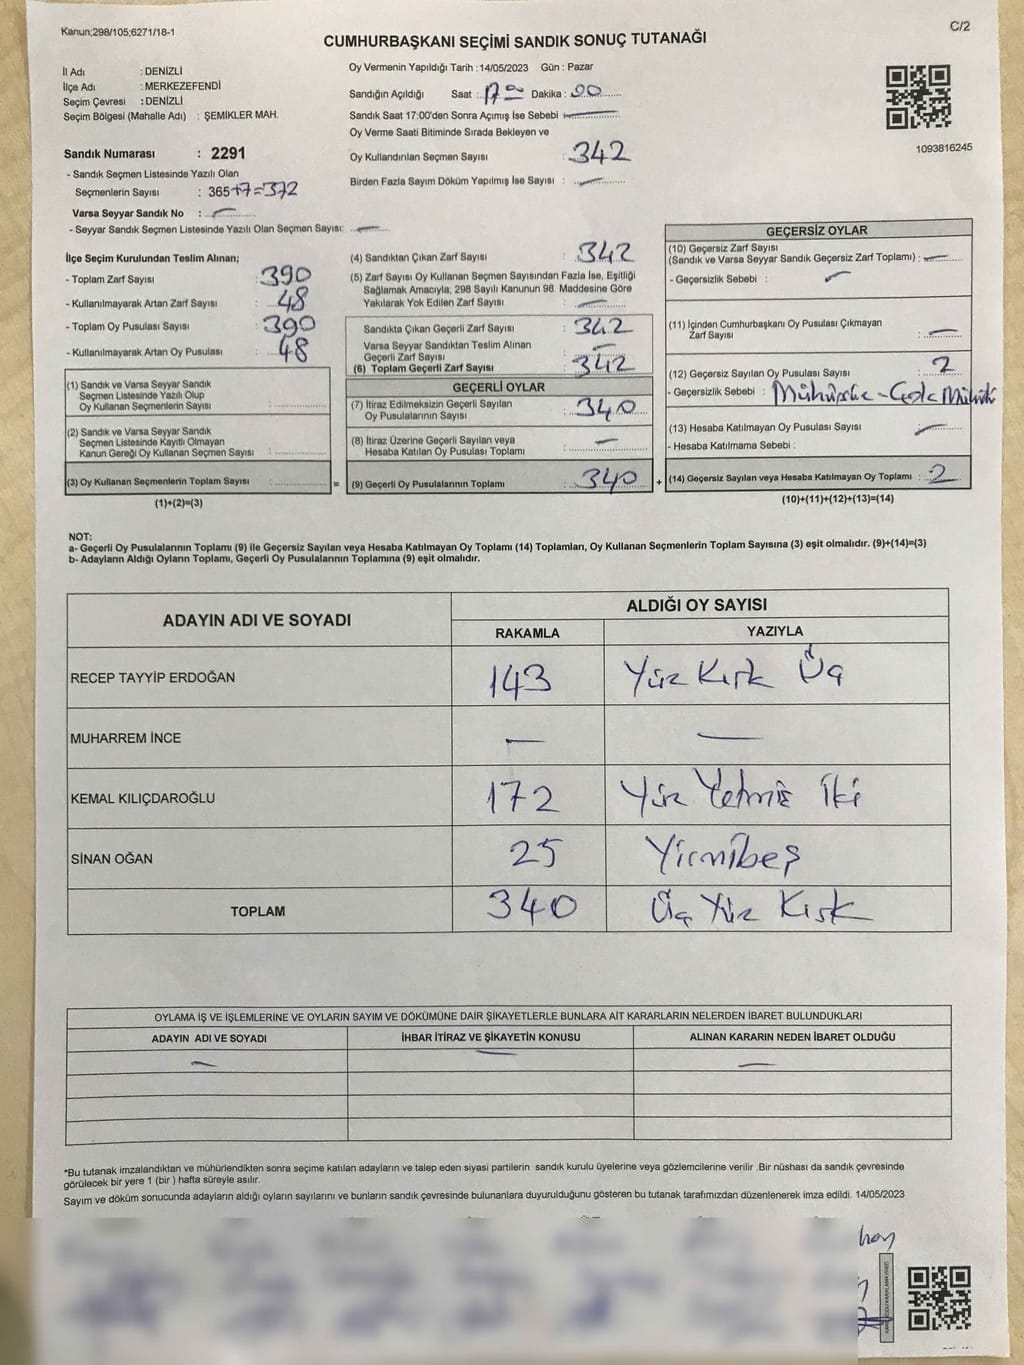 Kanun;298/105;6271/18-1
C/2
CUMHURBAŞKANI SEÇİMİ SANDIK SONUÇ TUTANAĞI
İl Adı : DENİZLİ
İlçe Adı : MERKEZEFENDİ
Seçim Çevresi : DENİZLİ
Seçim Bölgesi (Mahalle Adı) : ŞEMİKLER MAH.
Sandık Numarası : 2291
- Sandık Seçmen Listesinde Yazılı Olan
Seçmenlerin Sayısı : 365+7=372
Varsa Seyyar Sandık No : —
- Seyyar Sandık Seçmen Listesinde Yazılı Olan Seçmen Sayısı: —
Oy Vermenin Yapıldığı Tarih :14/05/2023 Gün : Pazar
Sandığın Açıldığı Saat : 17⁰⁰ Dakika : 00
Sandık Saat 17:00'den Sonra Açımış İse Sebebi —
Oy Verme Saati Bitiminde Sırada Bekleyen ve
Oy Kullandırılan Seçmen Sayısı : 342
Birden Fazla Sayım Döküm Yapılmış İse Sayısı : —
1093816245
İlçe Seçim Kurulundan Teslim Alınan;
- Toplam Zarf Sayısı : 390
- Kullanılmayarak Artan Zarf Sayısı : 48
- Toplam Oy Pusulası Sayısı : 390
- Kullanılmayarak Artan Oy Pusulası : 48
(1) Sandık ve Varsa Seyyar Sandık
Seçmen Listesinde Yazılı Olup
Oy Kullanan Seçmenlerin Sayısı :
(2) Sandık ve Varsa Seyyar Sandık
Seçmen Listesinde Kayıtlı Olmayan
Kanun Gereği Oy Kullanan Seçmen Sayısı :
(3) Oy Kullanan Seçmenlerin Toplam Sayısı :
(1)+(2)=(3)
=
(4) Sandıktan Çıkan Zarf Sayısı : 342
(5) Zarf Sayısı Oy Kullanan Seçmen Sayısından Fazla İse, Eşitliği
Sağlamak Amacıyla; 298 Sayılı Kanunun 98. Maddesine Göre
Yakılarak Yok Edilen Zarf Sayısı : —
Sandıkta Çıkan Geçerli Zarf Sayısı : 342
Varsa Seyyar Sandıktan Teslim Alınan
Geçerli Zarf Sayısı : —
(6) Toplam Geçerli Zarf Sayısı : 342
GEÇERLİ OYLAR
(7) İtiraz Edilmeksizin Geçerli Sayılan
Oy Pusulalarının Sayısı : 340
(8) İtiraz Üzerine Geçerli Sayılan veya
Hesaba Katılan Oy Pusulası Toplamı : —
(9) Geçerli Oy Pusulalarının Toplamı : 340
+
GEÇERSİZ OYLAR
(10) Geçersiz Zarf Sayısı
(Sandık ve Varsa Seyyar Sandık Geçersiz Zarf Toplamı) : —
- Geçersizlik Sebebi : —
(11) İçinden Cumhurbaşkanı Oy Pusulası Çıkmayan
Zarf Sayısı : —
(12) Geçersiz Sayılan Oy Pusulası Sayısı : 2
- Geçersizlik Sebebi :
(13) Hesaba Katılmayan Oy Pusulası Sayısı : —
- Hesaba Katılmama Sebebi :
(14) Geçersiz Sayılan veya Hesaba Katılmayan Oy Toplamı : 2
(10)+(11)+(12)+(13)=(14)
NOT:
a- Geçerli Oy Pusulalarının Toplamı (9) ile Geçersiz Sayılan veya Hesaba Katılmayan Oy Toplamı (14) Toplamları, Oy Kullanan Seçmenlerin Toplam Sayısına (3) eşit olmalıdır. (9)+(14)=(3)
b- Adayların Aldığı Oyların Toplamı, Geçerli Oy Pusulalarının Toplamına (9) eşit olmalıdır.
ADAYIN ADI VE SOYADI
ALDIĞI OY SAYISI
RAKAMLA YAZIYLA
RECEP TAYYİP ERDOĞAN 143 Yüz Kırk Üç
MUHARREM İNCE — —
KEMAL KILIÇDAROĞLU 172 Yüz Yetmiş İki
SİNAN OĞAN 25 Yirmibeş
TOPLAM 340 Üç Yüz Kırk
OYLAMA İŞ VE İŞLEMLERİNE VE OYLARIN SAYIM VE DÖKÜMÜNE DAİR ŞİKAYETLERLE BUNLARA AİT KARARLARIN NELERDEN İBARET BULUNDUKLARI
ADAYIN ADI VE SOYADI İHBAR İTİRAZ VE ŞİKAYETİN KONUSU ALINAN KARARIN NEDEN İBARET OLDUĞU
— — —
*Bu tutanak imzalandıktan ve mühürlendikten sonra seçime katılan adayların ve talep eden siyasi partilerin sandık kurulu üyelerine veya gözlemcilerine verilir .Bir nüshası da sandık çevresinde
görülecek bir yere 1 (bir ) hafta süreyle asılır.
Sayım ve döküm sonucunda adayların aldığı oyların sayılarını ve bunların sandık çevresinde bulunanlara duyurulduğunu gösteren bu tutanak tarafımızdan düzenlenerek imza edildi. 14/05/2023